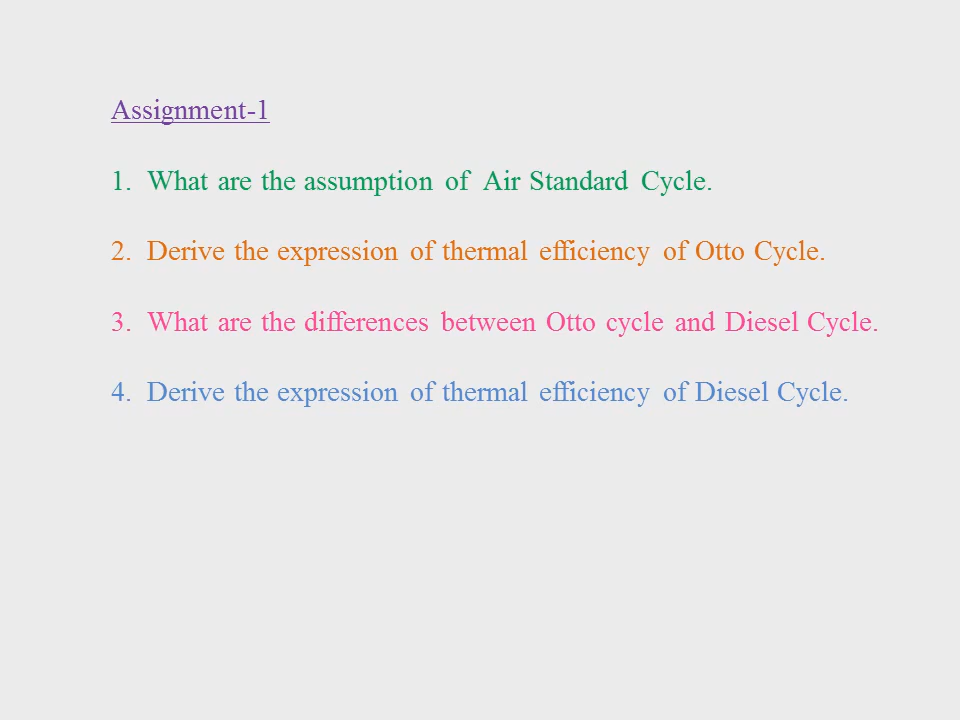 Assignment-1
1. What are the assumption of Air Standard Cycle.
2. Derive the expression of thermal efficiency of Otto Cycle.
3. What are the differences between Otto cycle and Diesel Cycle.
4. Derive the expression of thermal efficiency of Diesel Cycle.